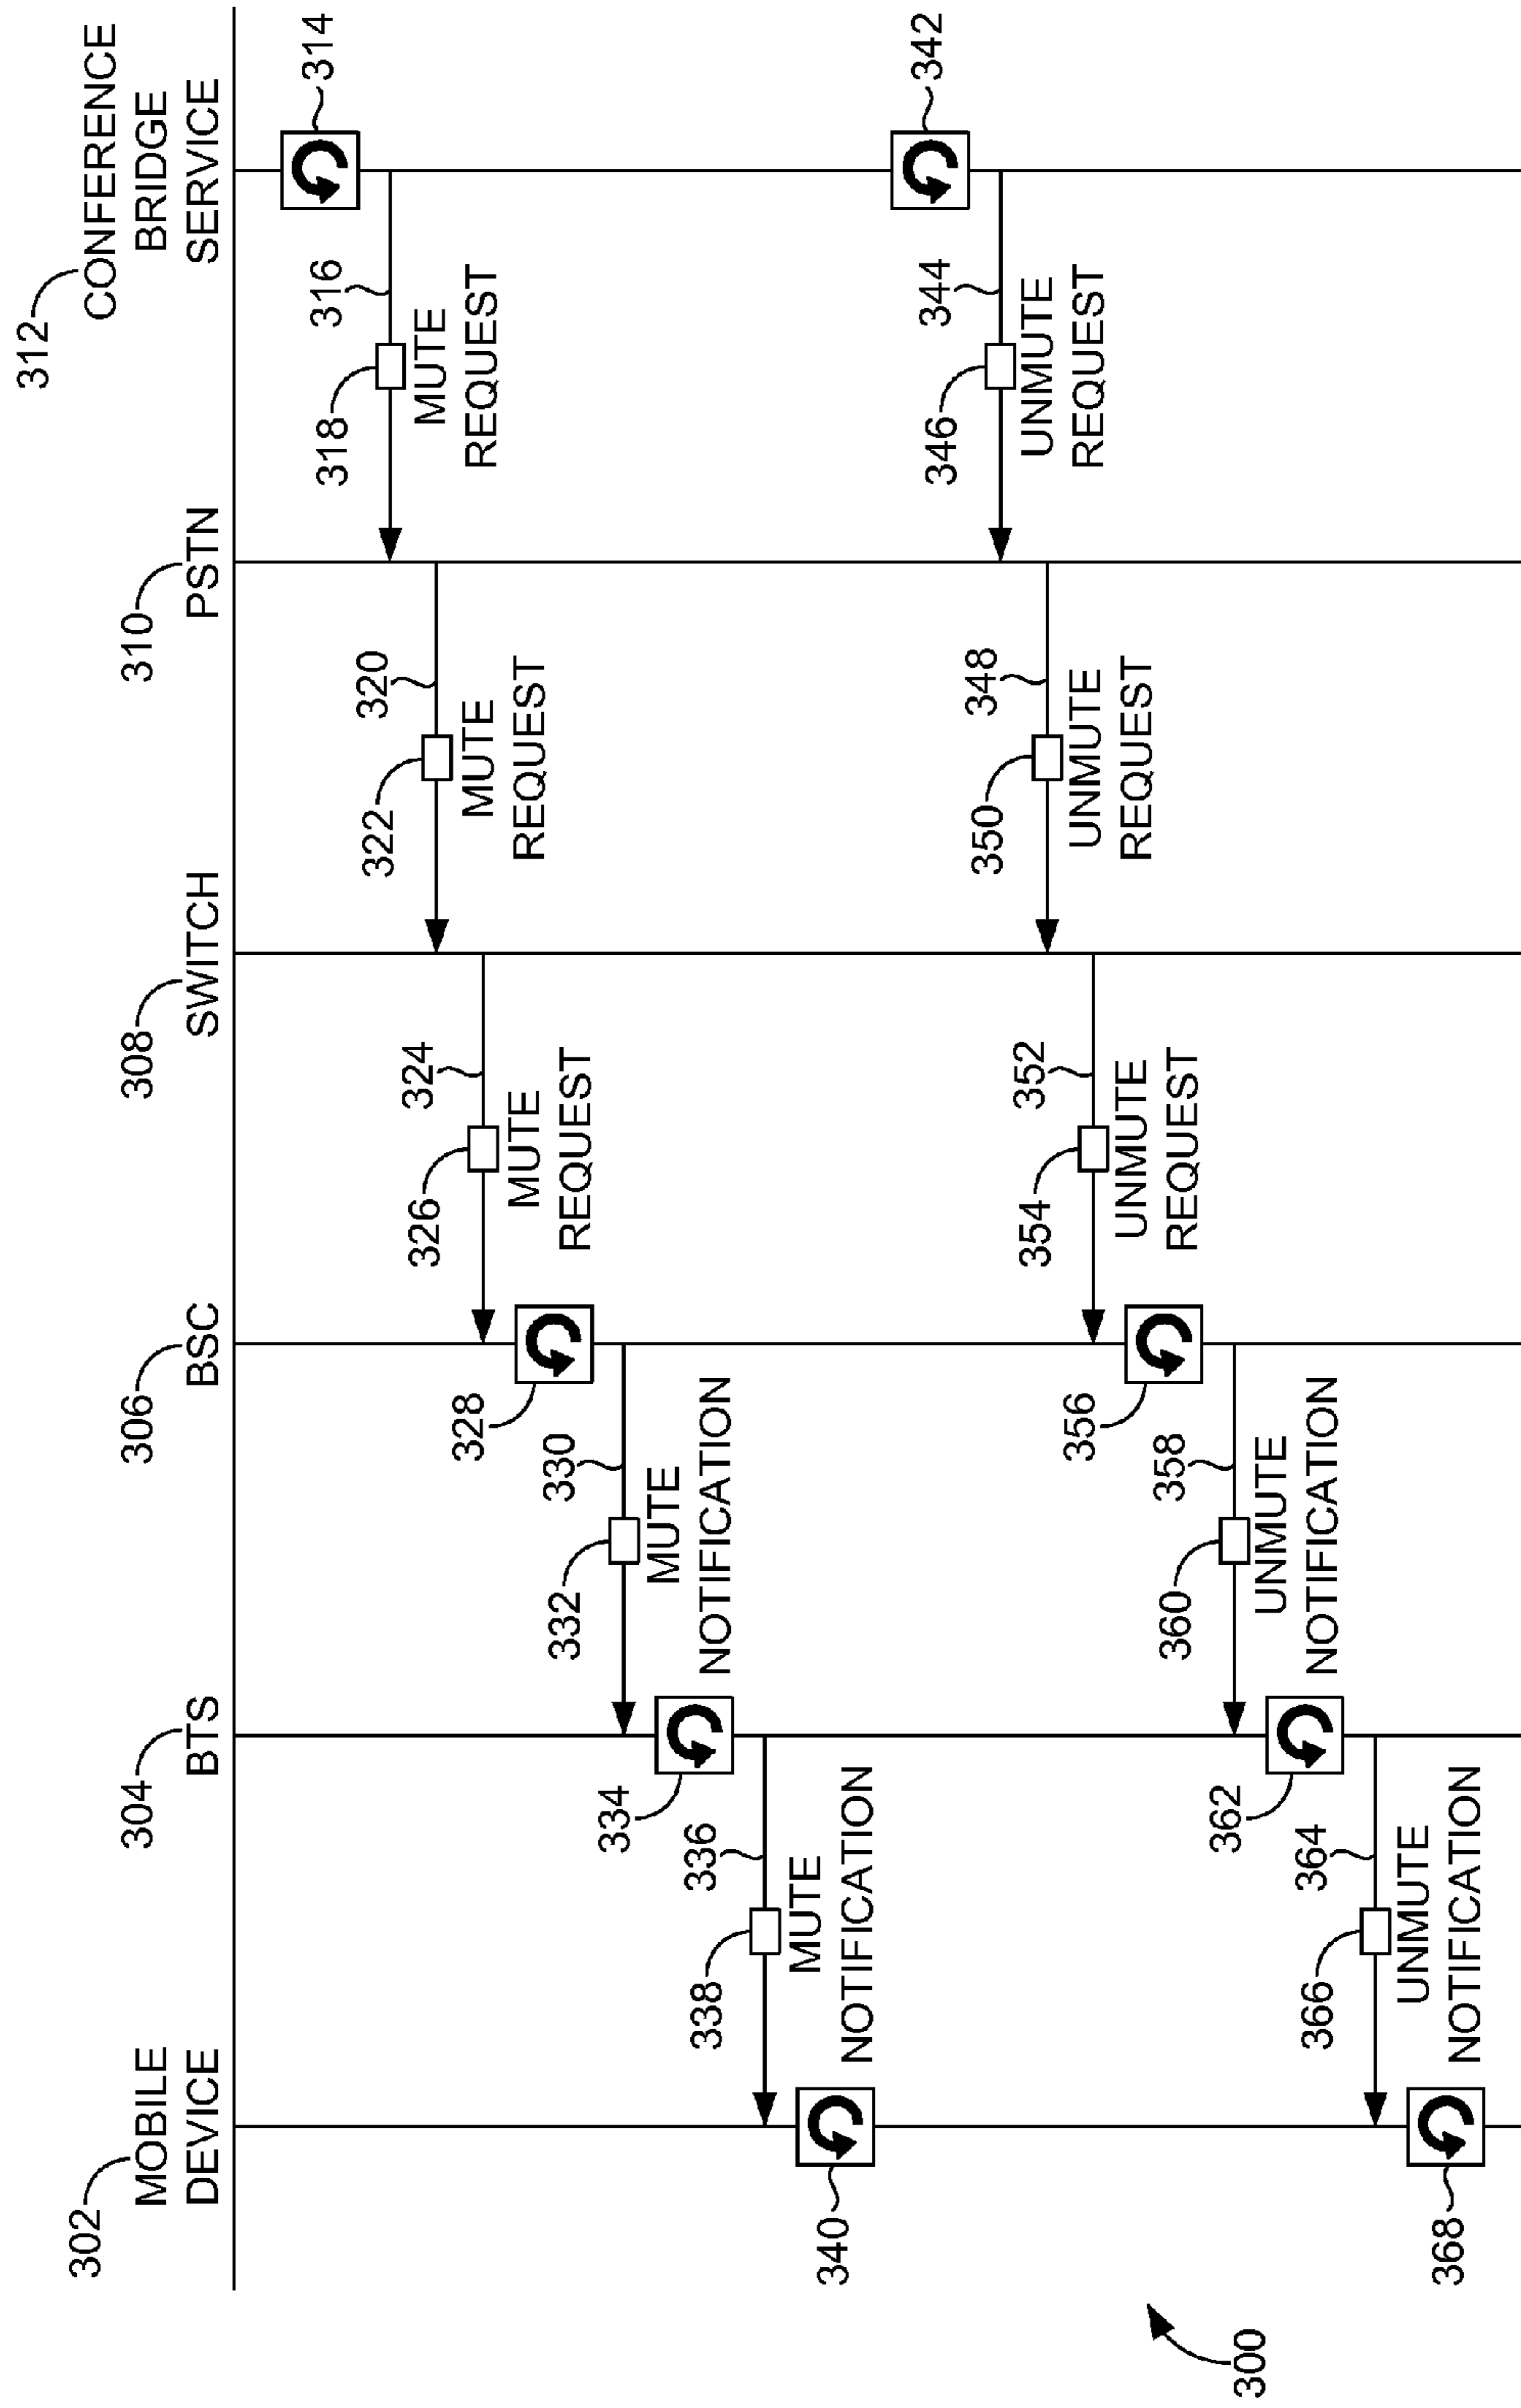 302
MOBILE
DEVICE
304
BTS
306
BSC
308
SWITCH
310
PSTN
312
CONFERENCE
BRIDGE
SERVICE
314
316
318
MUTE
REQUEST
320
322
MUTE
REQUEST
324
326
MUTE
REQUEST
328
330
332
MUTE
NOTIFICATION
334
336
338
MUTE
NOTIFICATION
340
342
344
346
UNMUTE
REQUEST
348
350
UNMUTE
REQUEST
352
354
UNMUTE
REQUEST
356
358
360
UNMUTE
NOTIFICATION
362
364
366
UNMUTE
NOTIFICATION
368
300